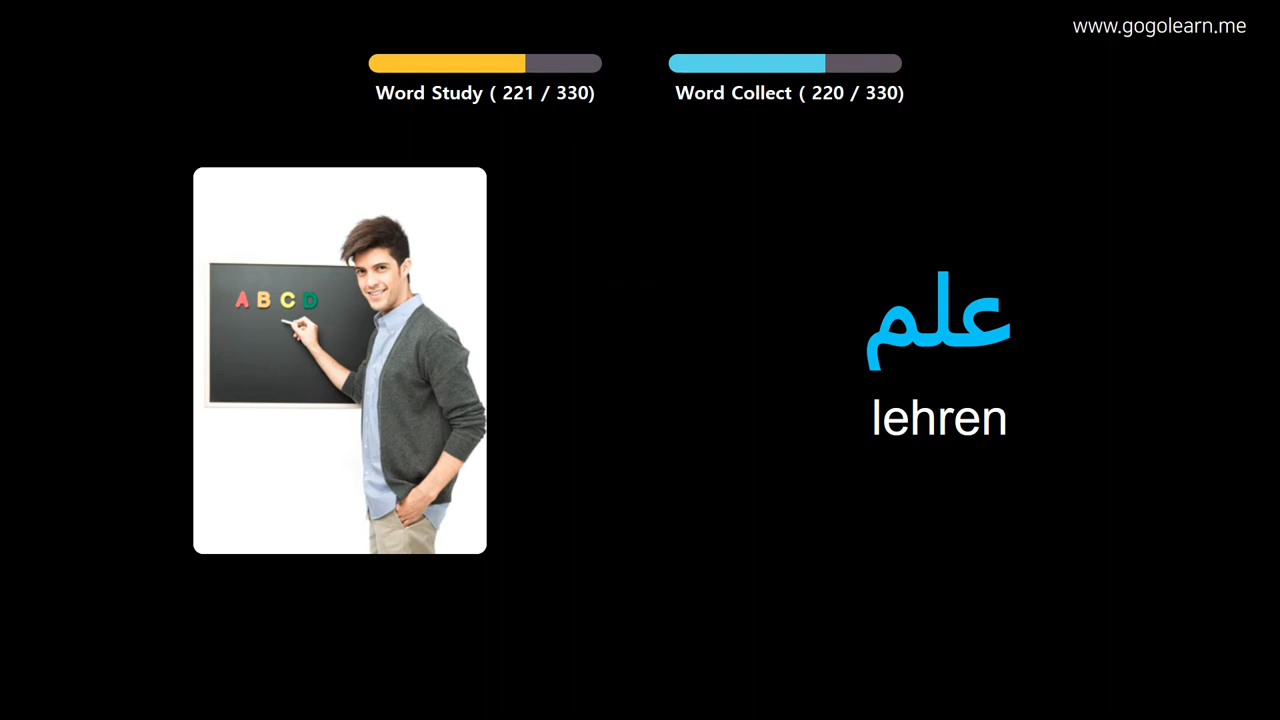 www.gogolearn.me
Word Study ( 221 / 330)
Word Collect ( 220 / 330)
A B C D
علم
lehren